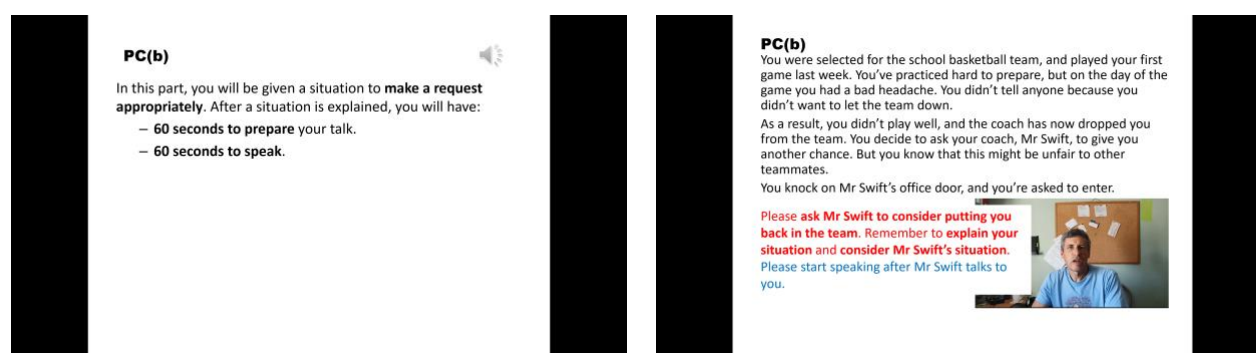 PC(b)
In this part, you will be given a situation to make a request
appropriately. After a situation is explained, you will have:
– 60 seconds to prepare your talk.
– 60 seconds to speak.
PC(b)
You were selected for the school basketball team, and played your first
game last week. You’ve practiced hard to prepare, but on the day of the
game you had a bad headache. You didn’t tell anyone because you
didn’t want to let the team down.
As a result, you didn’t play well, and the coach has now dropped you
from the team. You decide to ask your coach, Mr Swift, to give you
another chance. But you know that this might be unfair to other
teammates.
You knock on Mr Swift’s office door, and you’re asked to enter.
Please ask Mr Swift to consider putting you
back in the team. Remember to explain your
situation and consider Mr Swift’s situation.
Please start speaking after Mr Swift talks to
you.